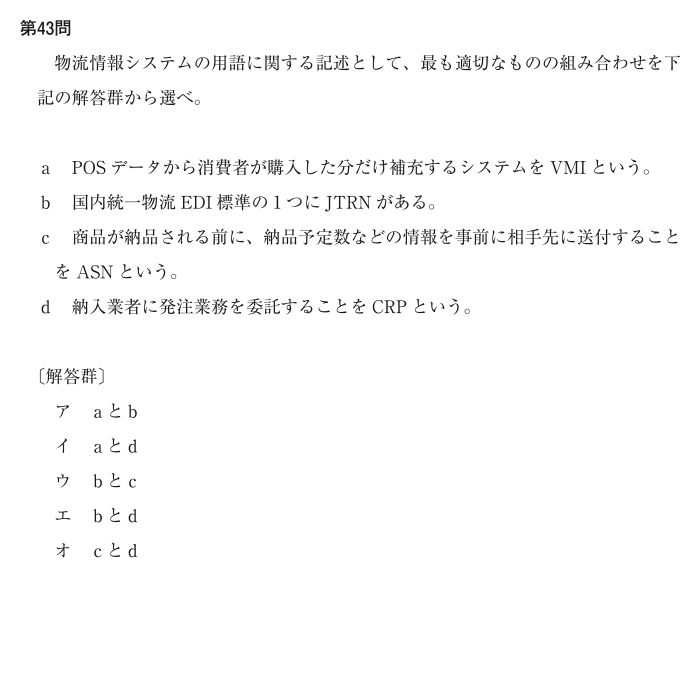 第43問
物流情報システムの用語に関する記述として、最も適切なものの組み合わせを下
記の解答群から選べ。
a　POS データから消費者が購入した分だけ補充するシステムを VMI という。
b　国内統一物流 EDI 標準の 1 つに JTRN がある。
c　商品が納品される前に、納品予定数などの情報を事前に相手先に送付すること
を ASN という。
d　納入業者に発注業務を委託することを CRP という。
〔解答群〕
ア　a と b
イ　a と d
ウ　b と c
エ　b と d
オ　c と d